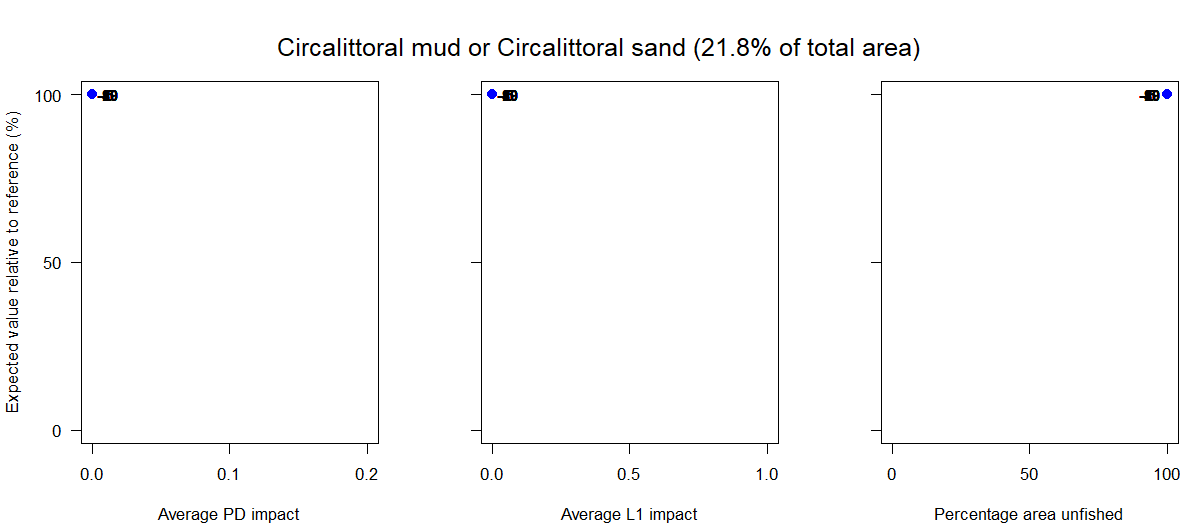 Circalittoral mud or Circalittoral sand (21.8% of total area)
Expected value relative to reference (%)
100
50
0
0.0 0.1 0.2
0.0 0.5 1.0
0 50 100
Average PD impact
Average L1 impact
Percentage area unfished